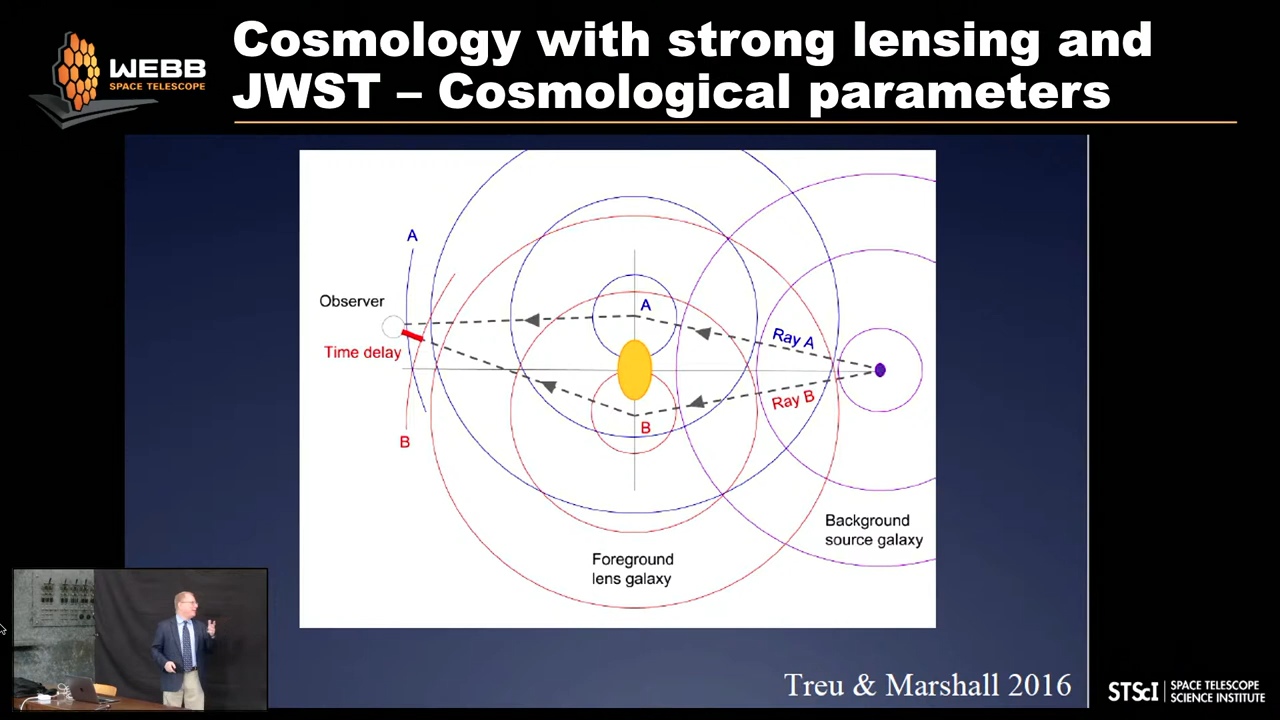 Cosmology with strong lensing and
JWST – Cosmological parameters
WEBB
SPACE TELESCOPE
A
Observer
A
Ray A
Time delay
Ray B
B
B
Background
source galaxy
Foreground
lens galaxy
Treu & Marshall 2016
STScI | SPACE TELESCOPE
SCIENCE INSTITUTE